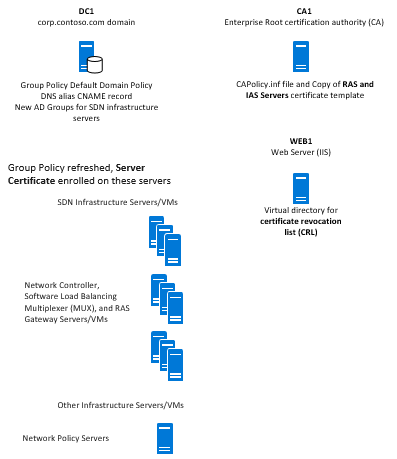 DC1
corp.contoso.com domain
Group Policy Default Domain Policy
DNS alias CNAME record
New AD Groups for SDN infrastructure
servers
CA1
Enterprise Root certification authority (CA)
CAPolicy.inf file and Copy of RAS and
IAS Servers certificate template
WEB1
Web Server (IIS)
Virtual directory for
certificate revocation
list (CRL)
Group Policy refreshed, Server
Certificate enrolled on these servers
SDN Infrastructure Servers/VMs
Network Controller,
Software Load Balancing
Multiplexer (MUX), and RAS
Gateway Servers/VMs
Other Infrastructure Servers/VMs
Network Policy Servers